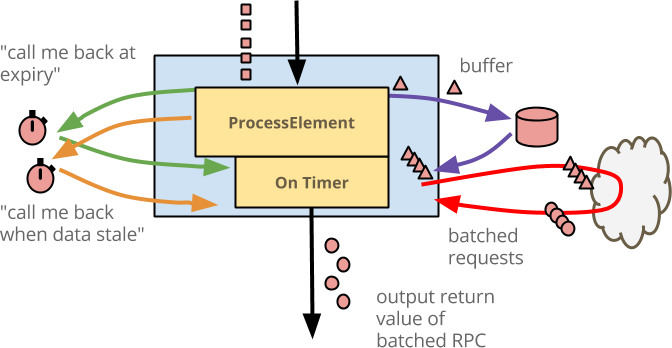 "call me back at
expiry"
buffer
ProcessElement
On Timer
"call me back
when data stale"
batched
requests
output return
value of
batched RPC